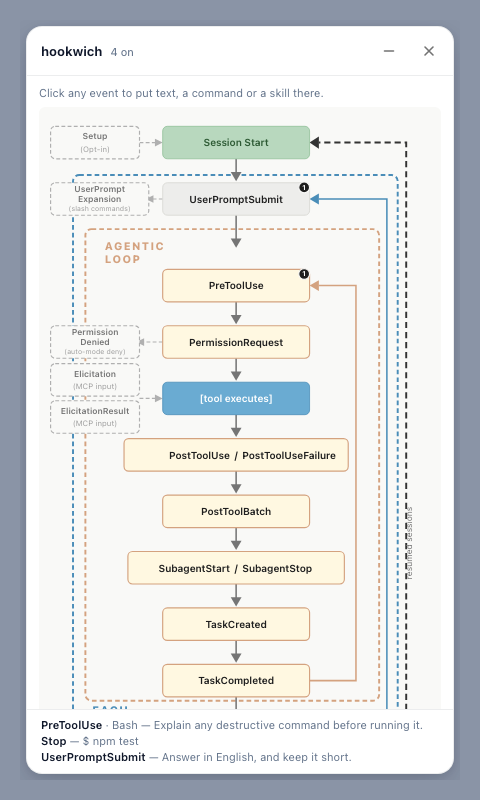 hookwich 4 on
Click any event to put text, a command or a skill there.
Setup
(Opt-in)
Session Start
UserPrompt
Expansion
(slash commands)
UserPromptSubmit
1
AGENTIC
LOOP
PreToolUse
1
Permission
Denied
(auto-mode deny)
PermissionRequest
Elicitation
(MCP input)
[tool executes]
ElicitationResult
(MCP input)
PostToolUse / PostToolUseFailure
PostToolBatch
resumed sessions
SubagentStart / SubagentStop
TaskCreated
TaskCompleted
EACH
PreToolUse · Bash — Explain any destructive command before running it.
Stop — $ npm test
UserPromptSubmit — Answer in English, and keep it short.